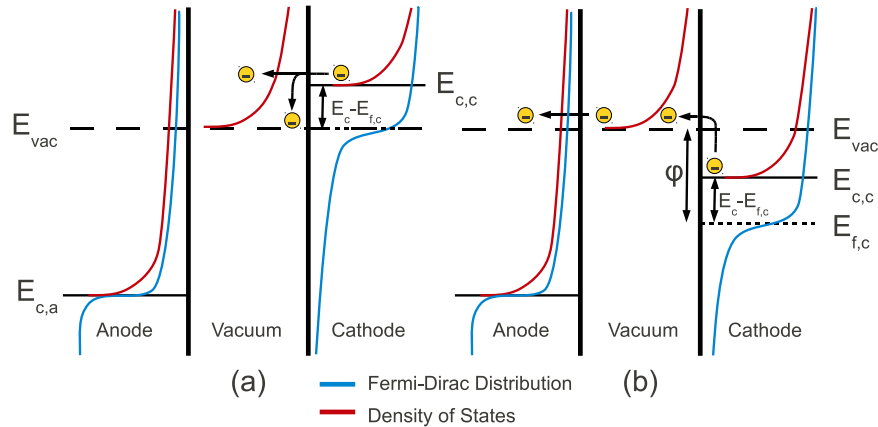 E_c,c
E_c-E_f,c
E_vac
E_c,a
Anode
Vacuum
Cathode
(a)
E_vac
φ
E_c-E_f,c
E_c,c
E_f,c
Anode
Vacuum
Cathode
(b)
Fermi-Dirac Distribution
Density of States